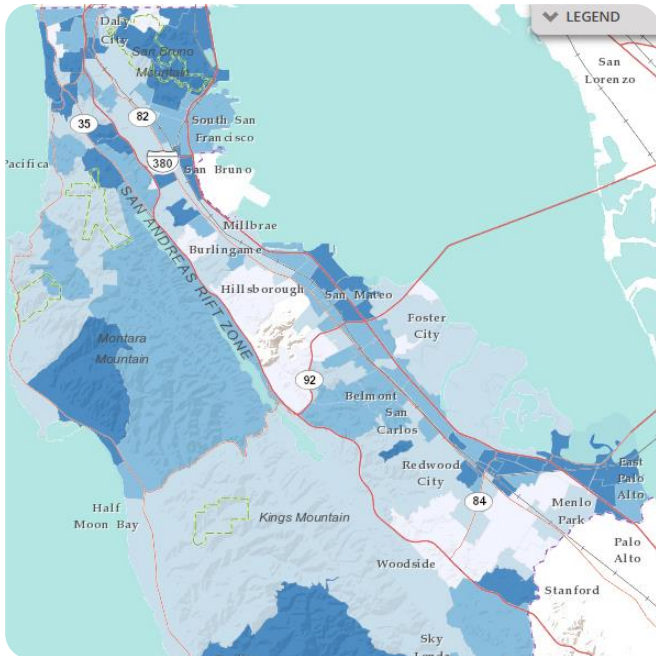 LEGEND
Daly
City
San Bruno
Mountain
San
Lorenzo
35
82
South San
Francisco
Pacifica
380
San Bruno
SAN ANDREAS RIFT ZONE
Millbrae
Burlingame
Hillsborough
San Mateo
Foster
City
Montara
Mountain
92
Belmont
San
Carlos
Redwood
City
East
Palo
Alto
84
Menlo
Park
Half
Moon Bay
Kings Mountain
Palo
Alto
Woodside
Stanford
Sky